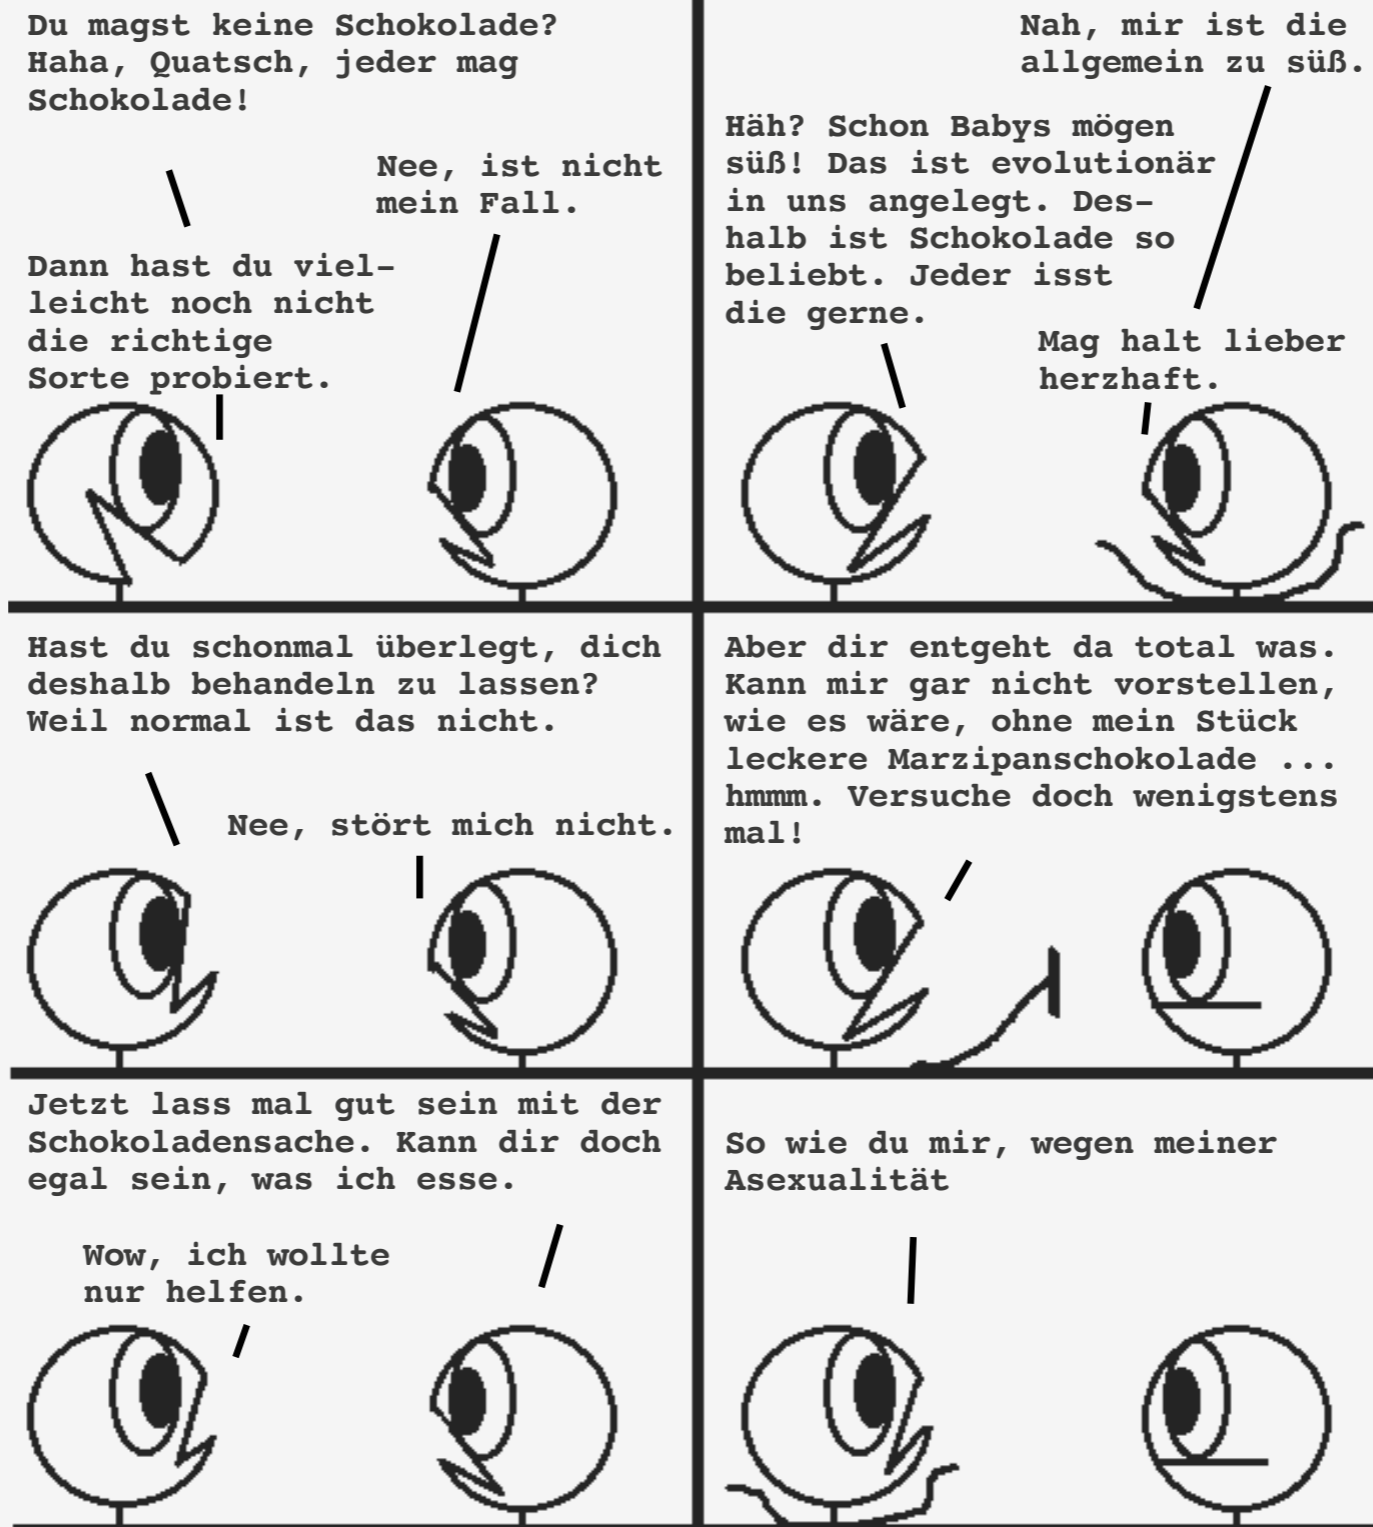 Du magst keine Schokolade?
Haha, Quatsch, jeder mag
Schokolade!
Nee, ist nicht
mein Fall.
Dann hast du viel-
leicht noch nicht
die richtige
Sorte probiert.
Nah, mir ist die
allgemein zu süß.
Häh? Schon Babys mögen
süß! Das ist evolutionär
in uns angelegt. Des-
halb ist Schokolade so
beliebt. Jeder isst
die gerne.
Mag halt lieber
herzhaft.
Hast du schonmal überlegt, dich
deshalb behandeln zu lassen?
Weil normal ist das nicht.
Nee, stört mich nicht.
Aber dir entgeht da total was.
Kann mir gar nicht vorstellen,
wie es wäre, ohne mein Stück
leckere Marzipanschokolade ...
hmmm. Versuche doch wenigstens
mal!
Jetzt lass mal gut sein mit der
Schokoladensache. Kann dir doch
egal sein, was ich esse.
Wow, ich wollte
nur helfen.
So wie du mir, wegen meiner
Asexualität